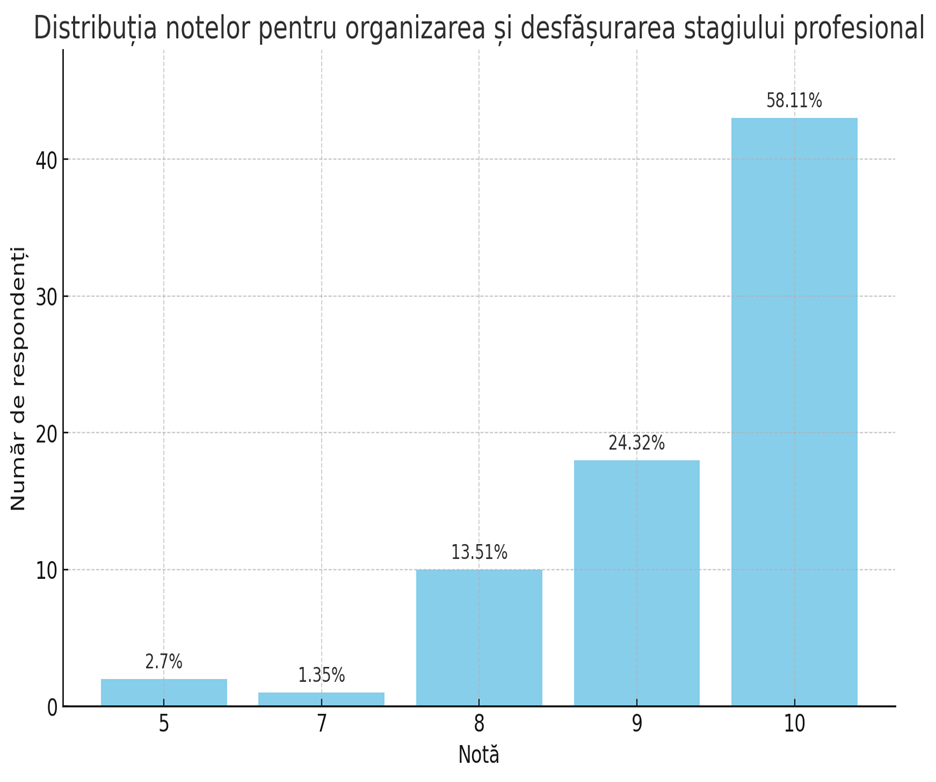 Distribuția notelor pentru organizarea și desfășurarea stagiului profesional
58.11%
40
Număr de respondenți
30
24.32%
20
13.51%
10
2.7%
1.35%
0
5 7 8 9 10
Notă